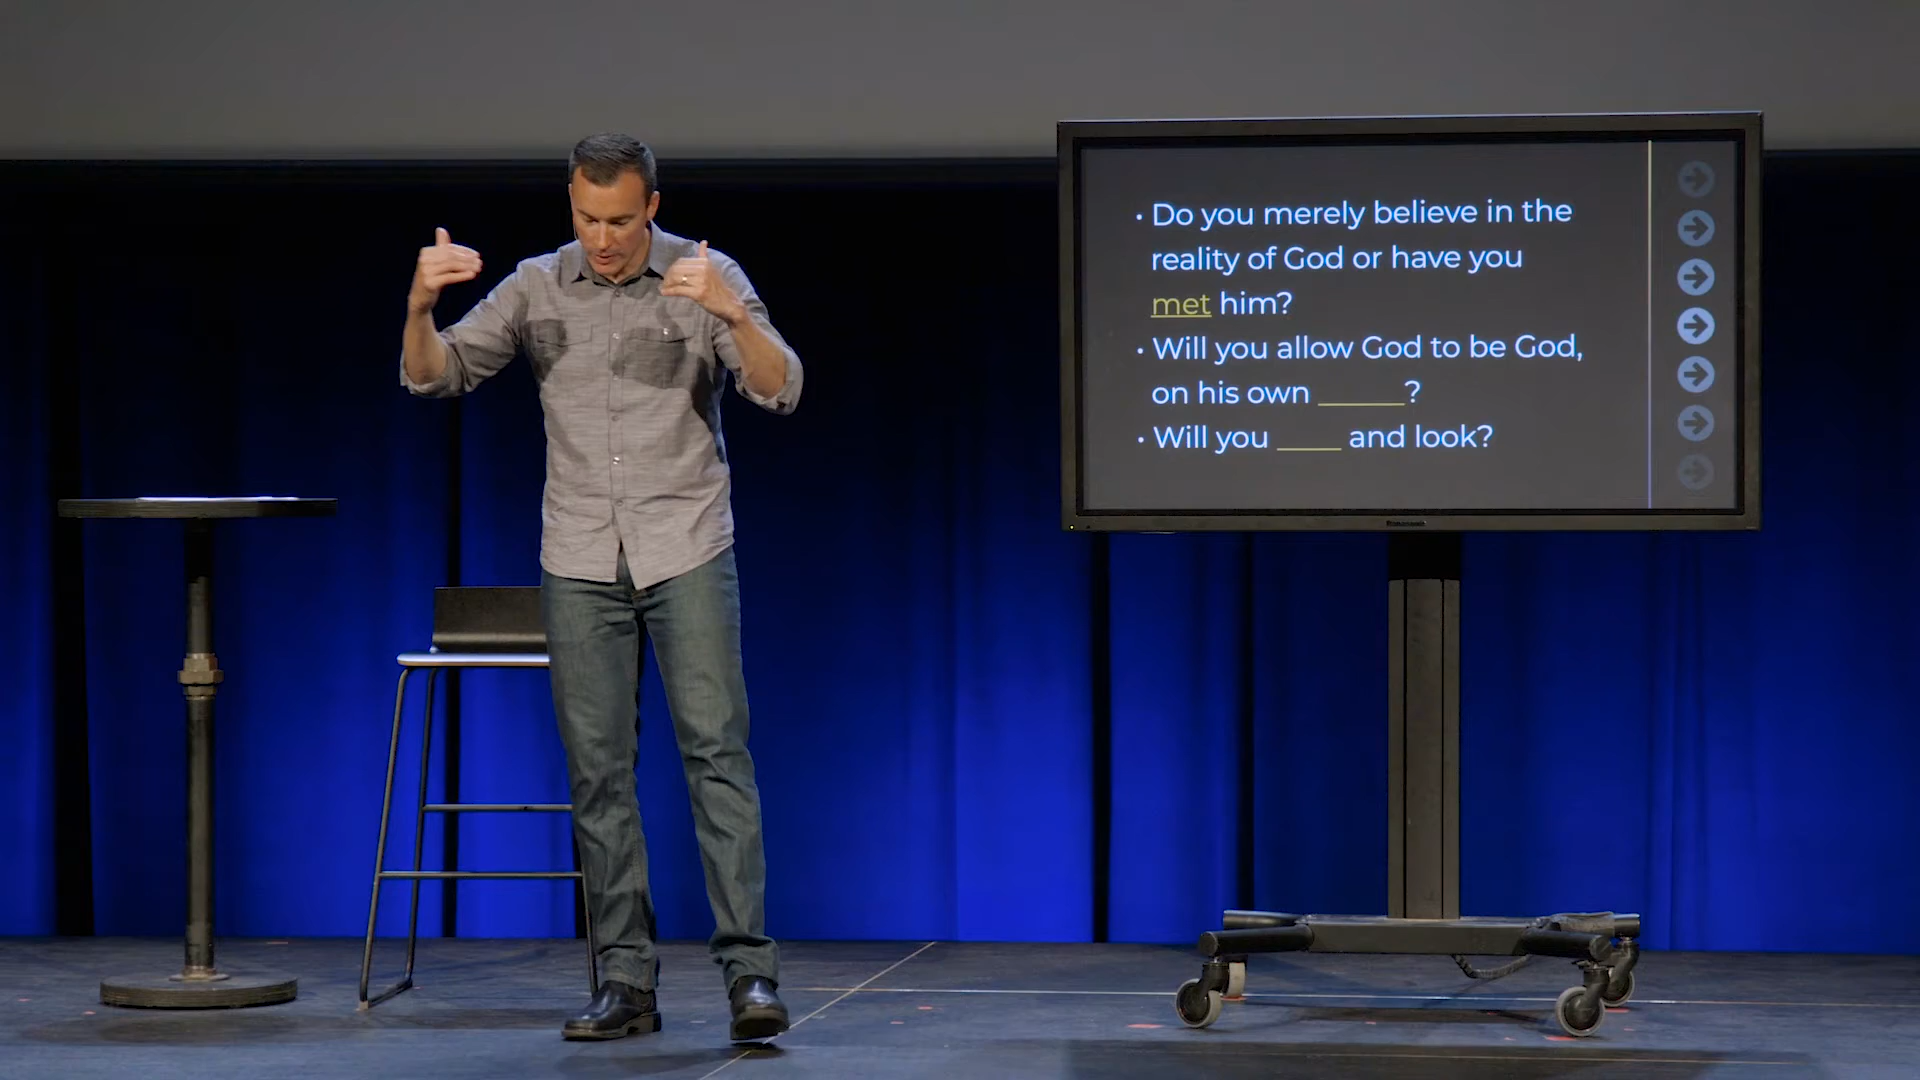 • Do you merely believe in the
reality of God or have you
met him?
• Will you allow God to be God,
on his own ______?
• Will you ____ and look?
Panasonic